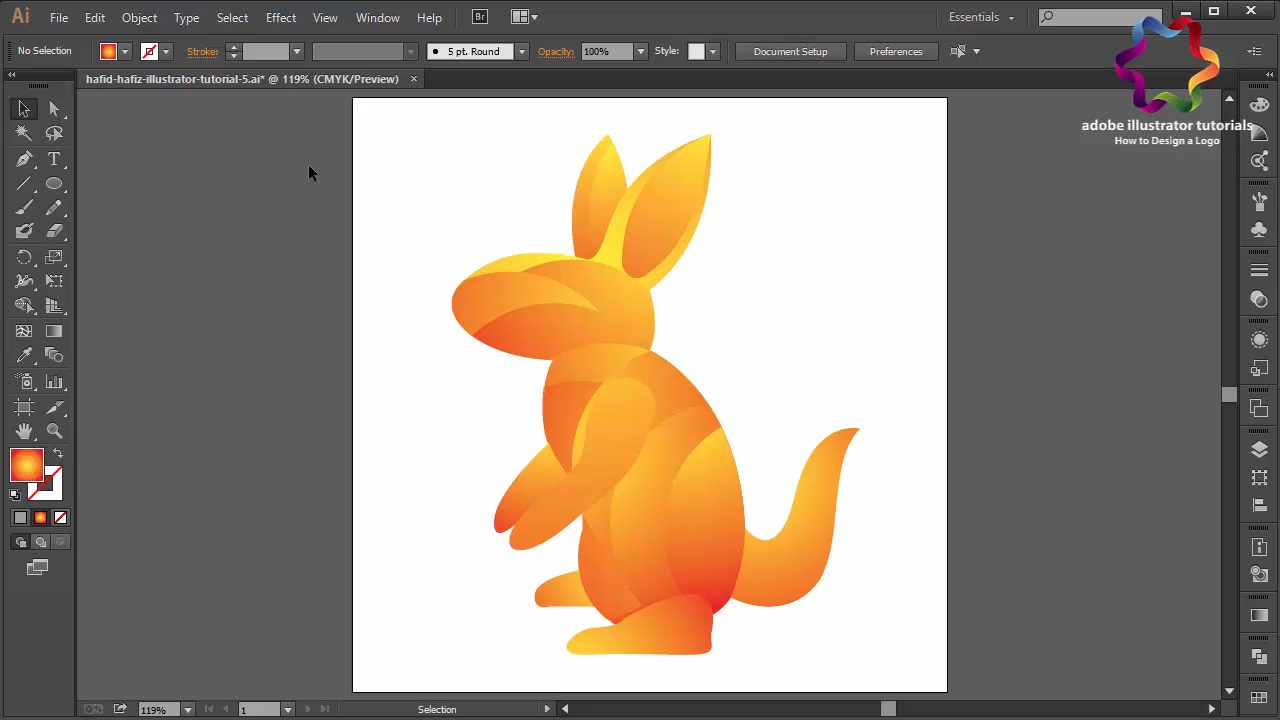 Ai File Edit Object Type Select Effect View Window Help Br Essentials
No Selection Stroke: 5 pt. Round Opacity: 100% Style: Document Setup Preferences
hafid-hafiz-illustrator-tutorial-5.ai* @ 119% (CMYK/Preview)
adobe illustrator tutorials
How to Design a Logo
T
119% 1 Selection